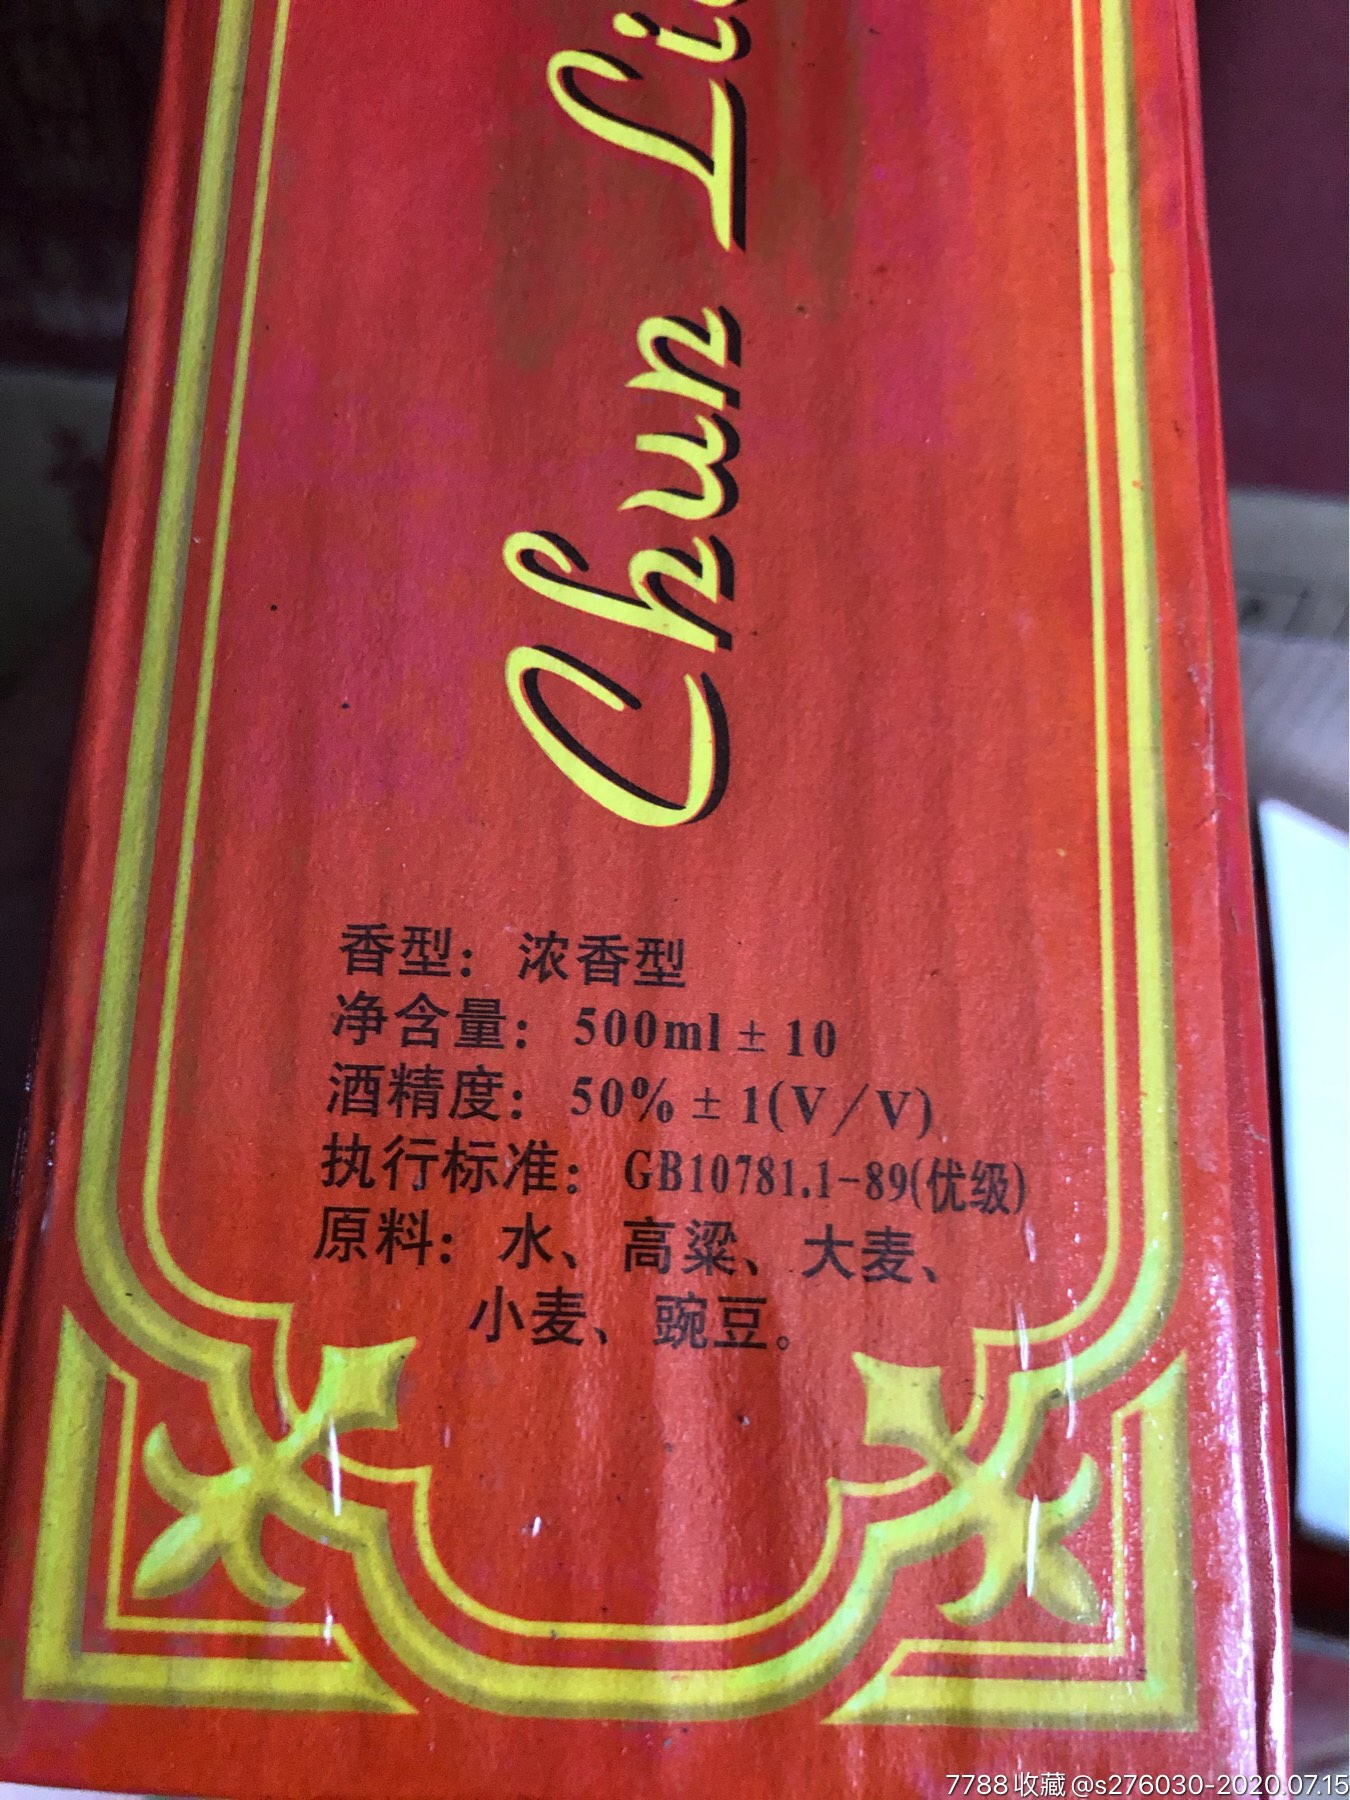 Chun Li
香型：浓香型
净含量：500ml±10
酒精度：50%±1(V/V)
执行标准：GB10781.1-89(优级)
原料：水、高粱、大麦、
小麦、豌豆。
7788收藏@s276030-2020.07.15